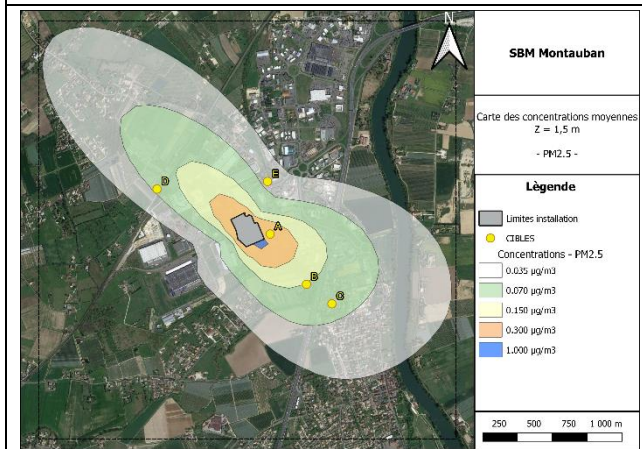 N
D
E
A
B
C
SBM Montauban
Carte des concentrations moyennes
Z = 1,5 m
- PM2.5 -
Lègende
Limites installation
CIBLES
Concentrations - PM2.5
0.035 µg/m3
0.070 µg/m3
0.150 µg/m3
0.300 µg/m3
1.000 µg/m3
250 500 750 1 000 m